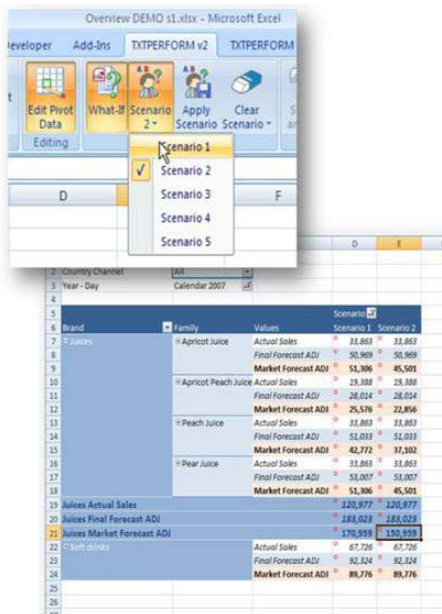 Overview DEMO s1.xlsx - Microsoft Excel
eveloper Add-Ins TXTPERFORM v2 TXTPERFORM
Edit Pivot Data What-If Scenario 2 Apply Scenario Clear Scenario
Editing
Scenario 1
Scenario 2
Scenario 3
Scenario 4
Scenario 5
D F
D E
2 Country Channel All
3 Year - Day Calendar 2007
4
5 Scenario
6 Brand Family Values Scenario 1 Scenario 2
7 Juices Apricot Juice Actual Sales 33,863 33,863
8 Final Forecast ADJ 50,969 50,969
9 Market Forecast ADJ 51,306 45,501
10 Apricot Peach Juice Actual Sales 19,388 19,388
11 Final Forecast ADJ 28,014 28,014
12 Market Forecast ADJ 25,576 22,856
13 Peach Juice Actual Sales 33,863 33,863
14 Final Forecast ADJ 51,033 51,033
15 Market Forecast ADJ 42,772 37,102
16 Pear Juice Actual Sales 33,863 33,863
17 Final Forecast ADJ 53,007 53,007
18 Market Forecast ADJ 51,306 45,501
19 Juices Actual Sales 120,977 120,977
20 Juices Final Forecast ADJ 183,023 183,023
21 Juices Market Forecast ADJ 170,959 150,959
22 Soft drinks Actual Sales 67,726 67,726
23 Final Forecast ADJ 92,324 92,324
24 Market Forecast ADJ 89,776 89,776
25
26